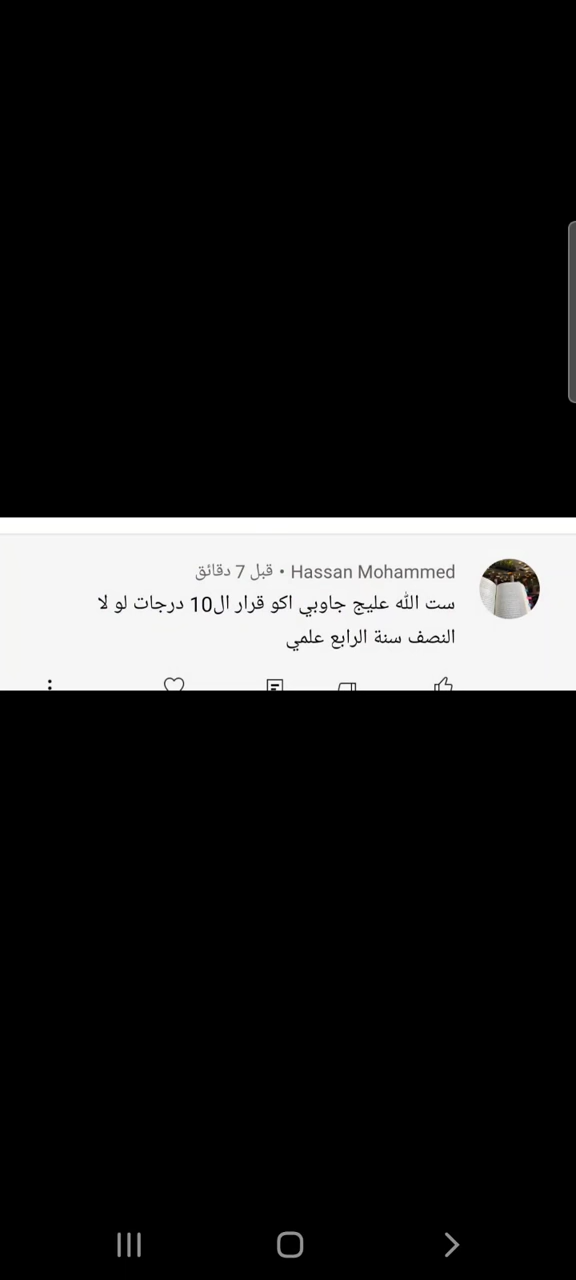 Hassan Mohammed • قبل 7 دقائق
ست الله عليج جاوبي اكو قرار ال10 درجات لو لا
النصف سنة الرابع علمي